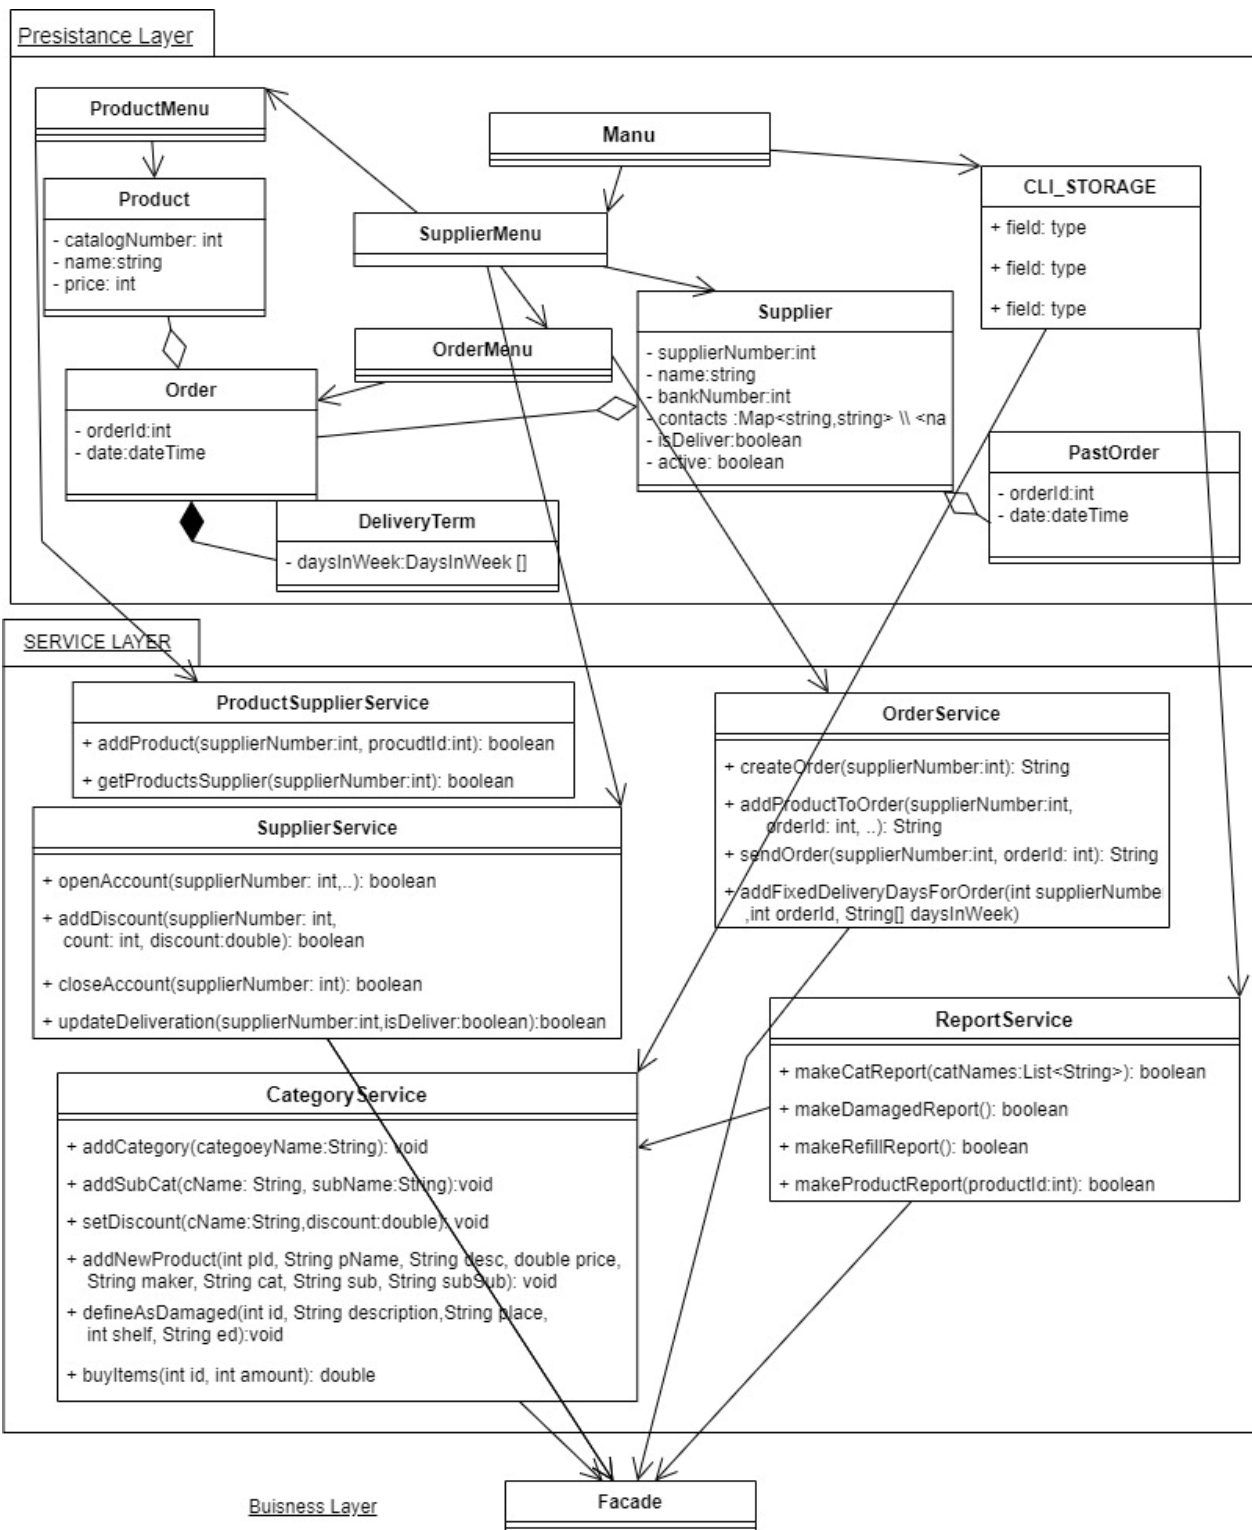 Presistance Layer
ProductMenu
Manu
CLI_STORAGE
+ field: type
+ field: type
+ field: type
Product
- catalogNumber: int
- name:string
- price: int
SupplierMenu
Supplier
- supplierNumber:int
- name:string
- bankNumber:int
- contacts :Map<string,string> \\ <na
- isDeliver:boolean
- active: boolean
OrderMenu
Order
- orderId:int
- date:dateTime
PastOrder
- orderId:int
- date:dateTime
DeliveryTerm
- daysInWeek:DaysInWeek []
SERVICE LAYER
ProductSupplierService
+ addProduct(supplierNumber:int, procudtId:int): boolean
+ getProductsSupplier(supplierNumber:int): boolean
OrderService
+ createOrder(supplierNumber:int): String
+ addProductToOrder(supplierNumber:int,
orderId: int, ..): String
+ sendOrder(supplierNumber:int, orderId: int): String
+ addFixedDeliveryDaysForOrder(int supplierNumbe
,int orderId, String[] daysInWeek)
SupplierService
+ openAccount(supplierNumber: int,..): boolean
+ addDiscount(supplierNumber: int,
count: int, discount:double): boolean
+ closeAccount(supplierNumber: int): boolean
+ updateDeliveration(supplierNumber:int,isDeliver:boolean):boolean
ReportService
+ makeCatReport(catNames:List<String>): boolean
+ makeDamagedReport(): boolean
+ makeRefillReport(): boolean
+ makeProductReport(productId:int): boolean
CategoryService
+ addCategory(categoeyName:String): void
+ addSubCat(cName: String, subName:String):void
+ setDiscount(cName:String,discount:double): void
+ addNewProduct(int pId, String pName, String desc, double price,
String maker, String cat, String sub, String subSub): void
+ defineAsDamaged(int id, String description,String place,
int shelf, String ed):void
+ buyItems(int id, int amount): double
Buisness Layer
Facade